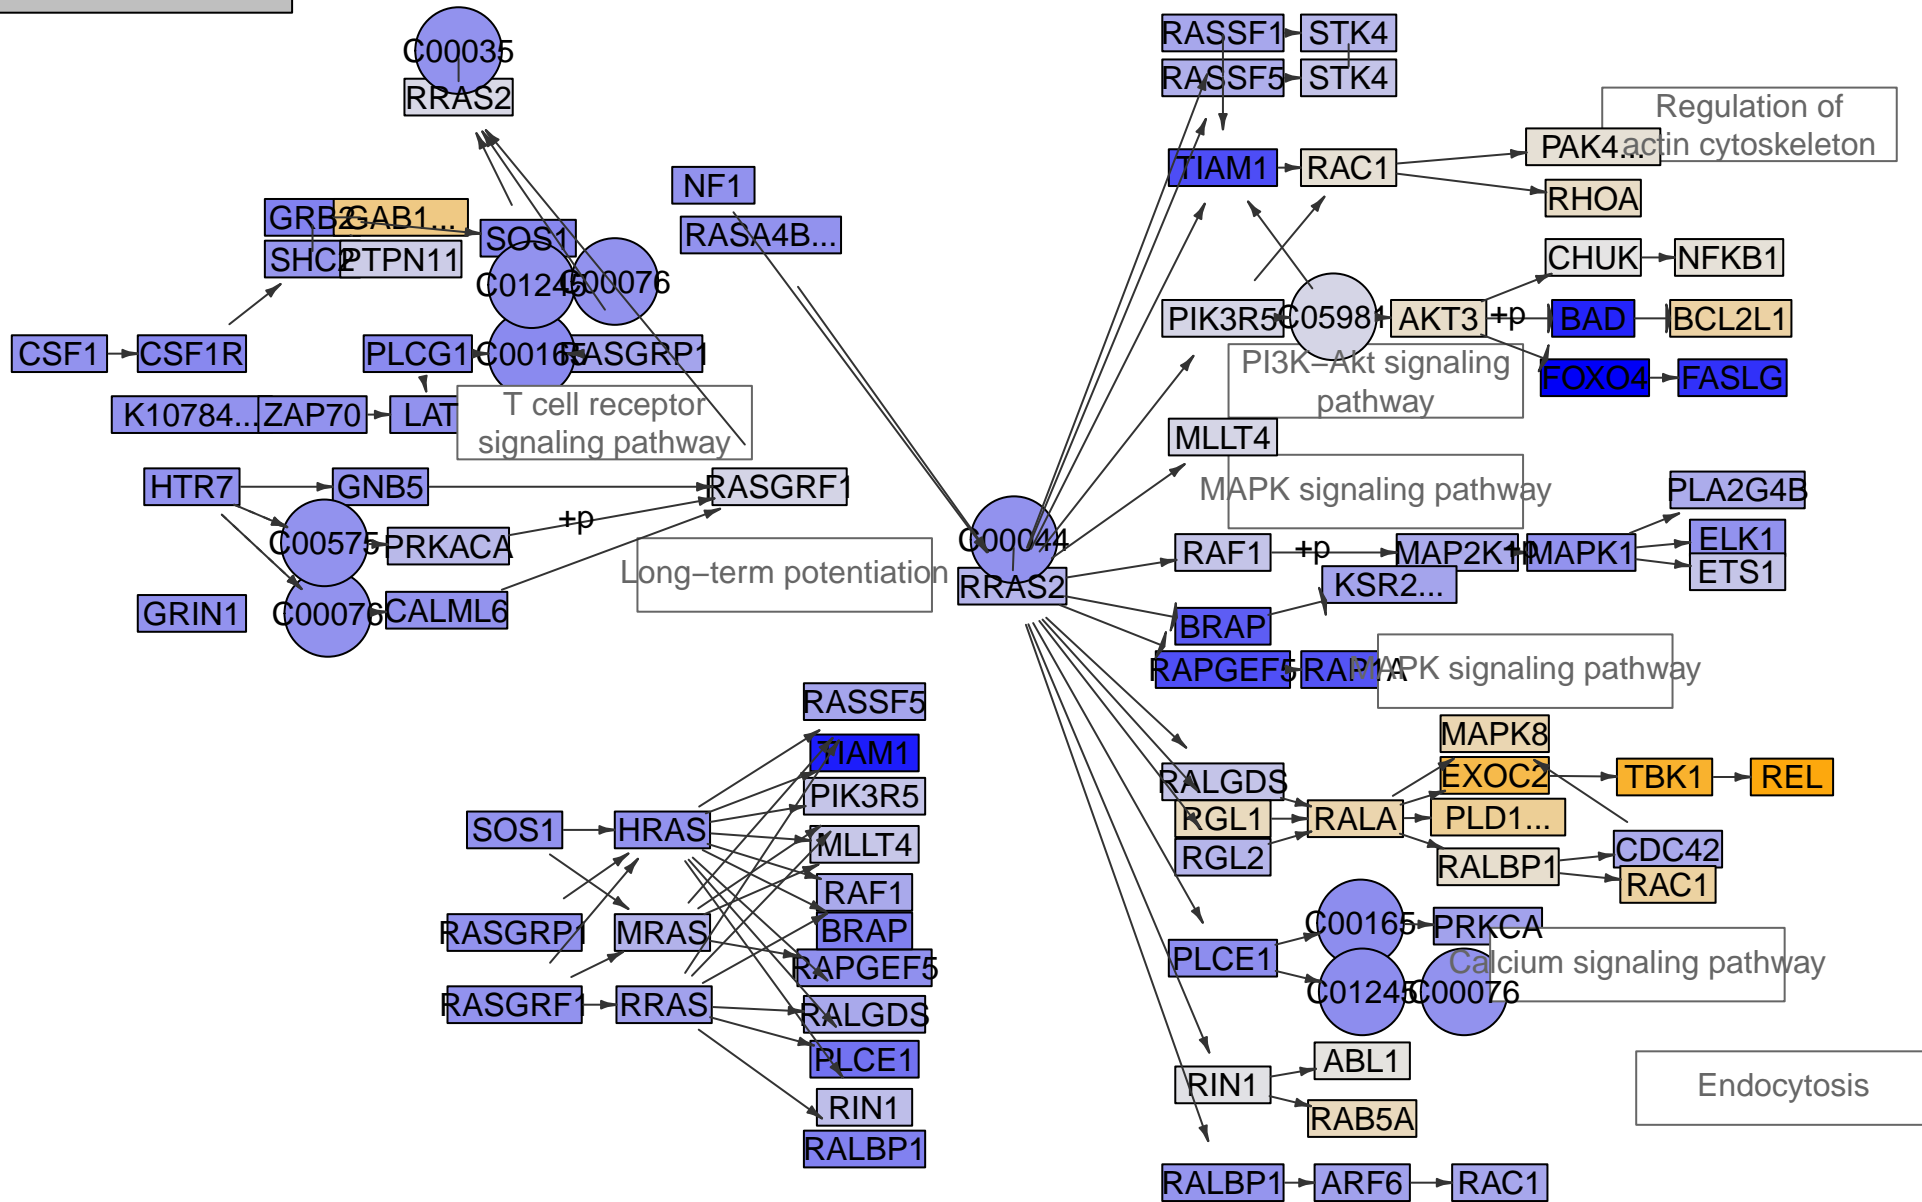 C00035
RRAS2
NF1
RASA4B...
GRB2
GAB1...
SHC2
PTPN11
SOS1
C01245
C00076
CSF1
CSF1R
PLCG1
C00165
RASGRP1
K10784...
ZAP70
LAT
T cell receptor
signaling pathway
HTR7
GNB5
RASGRF1
C00575
PRKACA
+p
GRIN1
C00076
CALML6
Long−term potentiation
C00044
RRAS2
RASSF1
STK4
RASSF5
STK4
Regulation of
actin cytoskeleton
PAK4...
TIAM1
RAC1
RHOA
CHUK
NFKB1
PIK3R5
C05981
AKT3
+p
BAD
BCL2L1
PI3K−Akt signaling
pathway
FOXO4
FASLG
MLLT4
MAPK signaling pathway
PLA2G4B
RAF1
+p
MAP2K1
+p
MAPK1
ELK1
ETS1
KSR2...
BRAP
RAPGEF5
RAP1A
MAPK signaling pathway
MAPK8
RALGDS
EXOC2
TBK1
REL
RGL1
RALA
PLD1...
RGL2
RALBP1
CDC42
RAC1
C00165
PRKCA
PLCE1
Calcium signaling pathway
C01245
C00076
RIN1
ABL1
RAB5A
Endocytosis
RALBP1
ARF6
RAC1
RASSF5
TIAM1
PIK3R5
SOS1
HRAS
MLLT4
RAF1
RASGRP1
MRAS
BRAP
RAPGEF5
RASGRF1
RRAS
RALGDS
PLCE1
RIN1
RALBP1